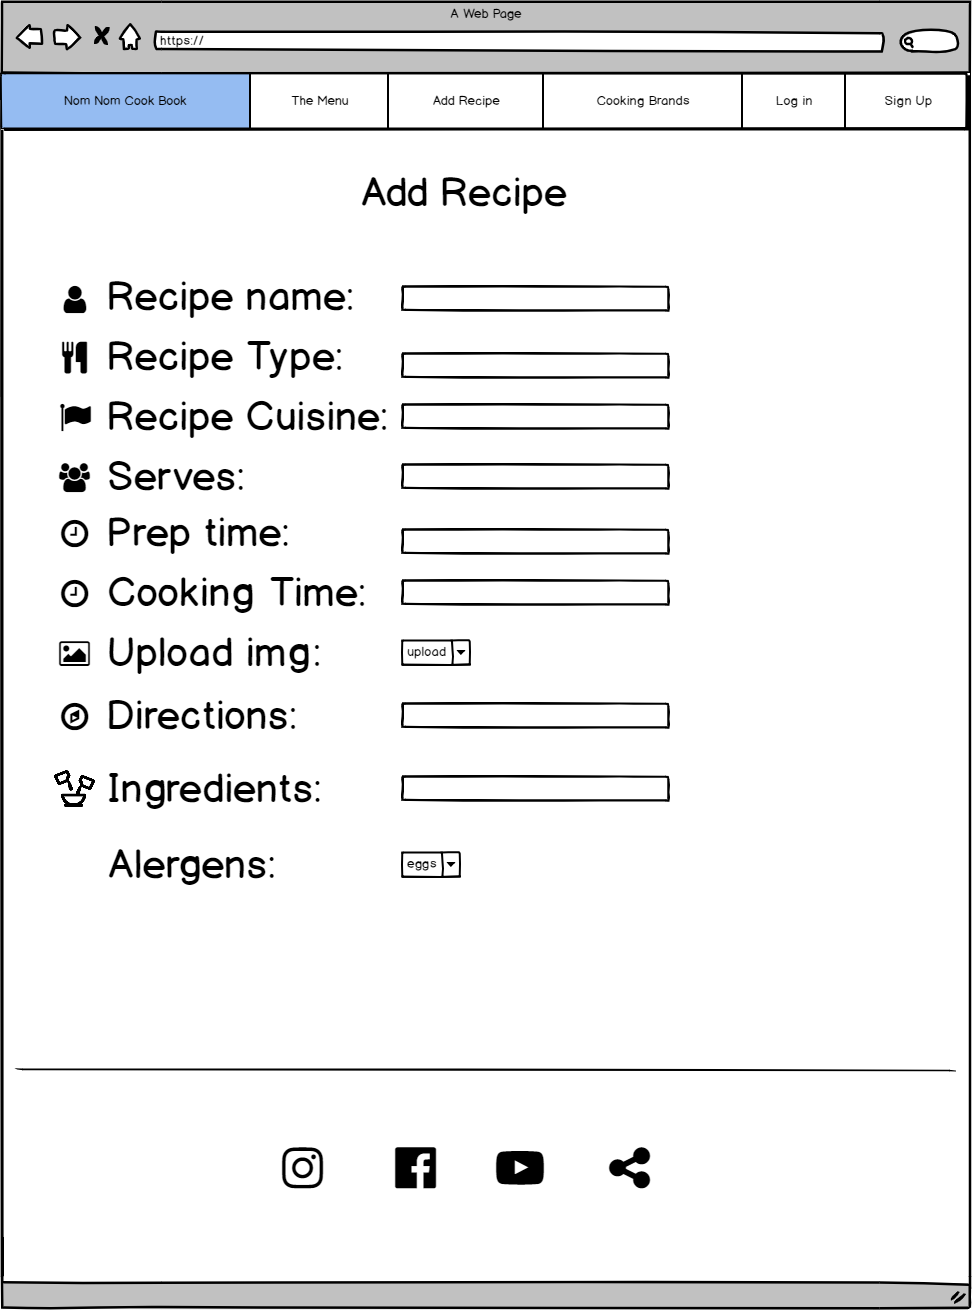 A Web Page
https://
Nom Nom Cook Book The Menu Add Recipe Cooking Brands Log in Sign Up
Add Recipe
Recipe name:
Recipe Type:
Recipe Cuisine:
Serves:
Prep time:
Cooking Time:
Upload img: upload
Directions:
Ingredients:
Alergens: eggs